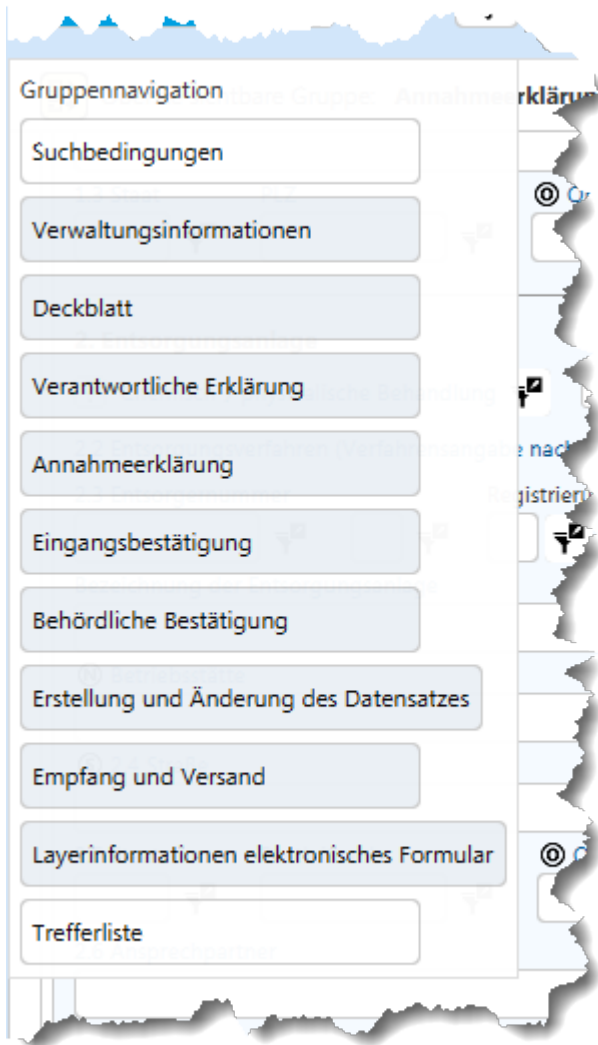 Gruppennavigation
Suchbedingungen
Verwaltungsinformationen
Deckblatt
Verantwortliche Erklärung
Annahmeerklärung
Eingangsbestätigung
Behördliche Bestätigung
Erstellung und Änderung des Datensatzes
Empfang und Versand
Layerinformationen elektronisches Formular
Trefferliste